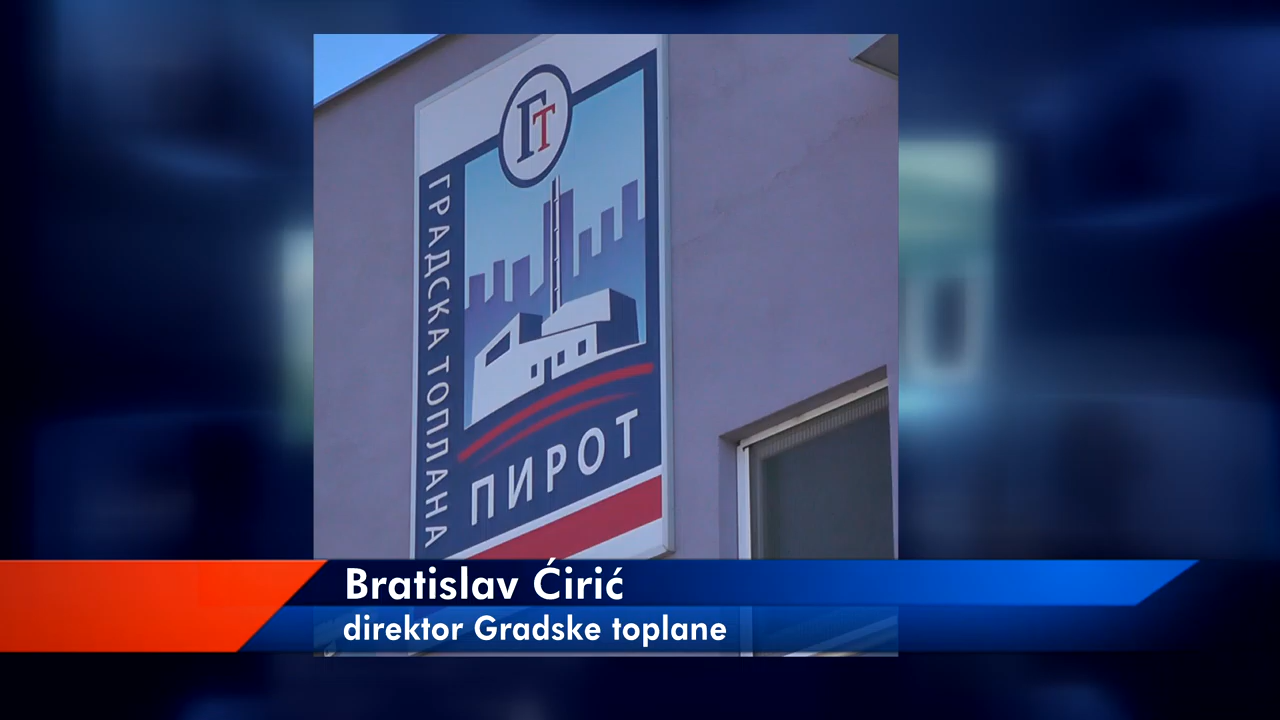 ГТ
ГРАДСКА ТОПЛАНА
ПИРОТ
Bratislav Ćirić
direktor Gradske toplane